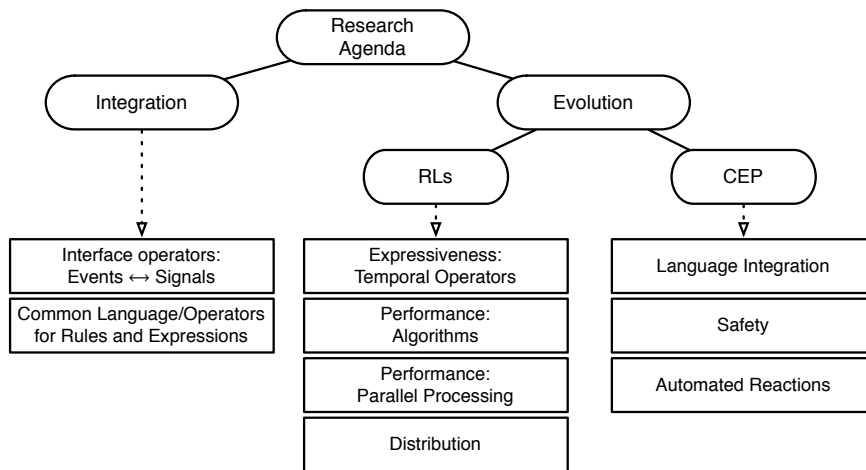 Research
Agenda
Integration
Evolution
RLs
CEP
Interface operators:
Events ↔ Signals
Common Language/Operators
for Rules and Expressions
Expressiveness:
Temporal Operators
Performance:
Algorithms
Performance:
Parallel Processing
Distribution
Language Integration
Safety
Automated Reactions